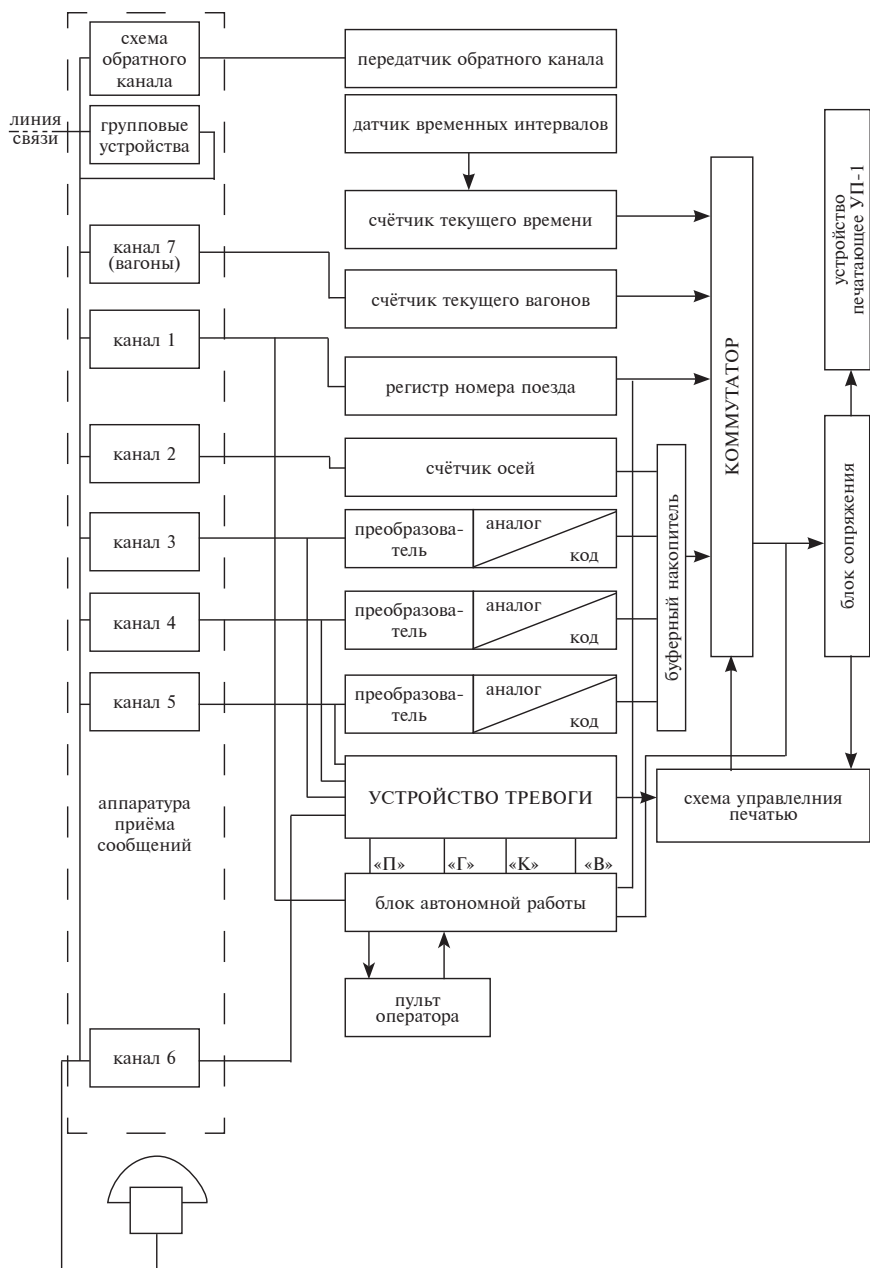 схема
обратного
канала
передатчик обратного канала
линия
связи
групповые
устройства
датчик временных интервалов
счётчик текущего времени
канал 7
(вагоны)
счётчик текущего вагонов
канал 1
регистр номера поезда
канал 2
счётчик осей
канал 3
преобразова-
тель
аналог
код
канал 4
преобразова-
тель
аналог
код
канал 5
преобразова-
тель
аналог
код
буферный накопитель
КОММУТАТОР
устройство
печатающее УП-1
блок сопряжения
аппаратура
приёма
сообщений
УСТРОЙСТВО ТРЕВОГИ
схема управлелния
печатью
«П»
«Г»
«К»
«В»
блок автономной работы
пульт
оператора
канал 6